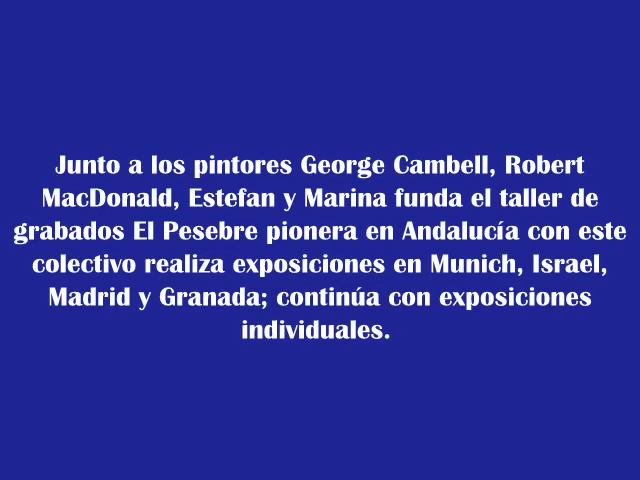 Junto a los pintores George Cambell, Robert
MacDonald, Estefan y Marina funda el taller de
grabados El Pesebre pionera en Andalucía con este
colectivo realiza exposiciones en Munich, Israel,
Madrid y Granada; continúa con exposiciones
individuales.